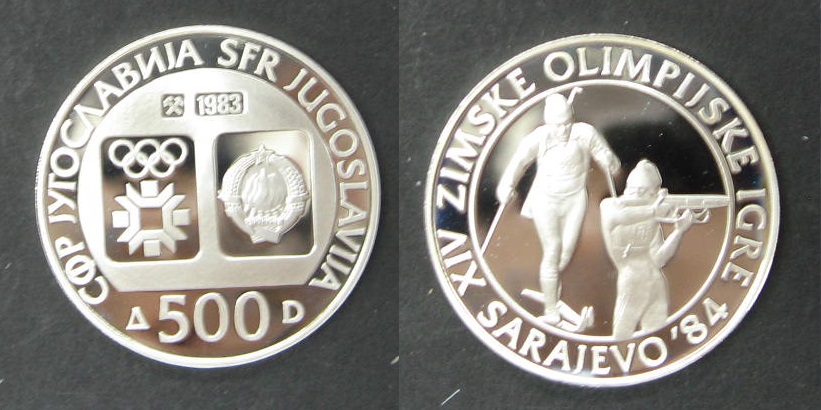 СФР ЈУГОСЛАВИЈА SFR JUGOSLAVIJA
1983
Д 500 D
XIV ZIMSKE OLIMPIJSKE IGRE
SARAJEVO '84